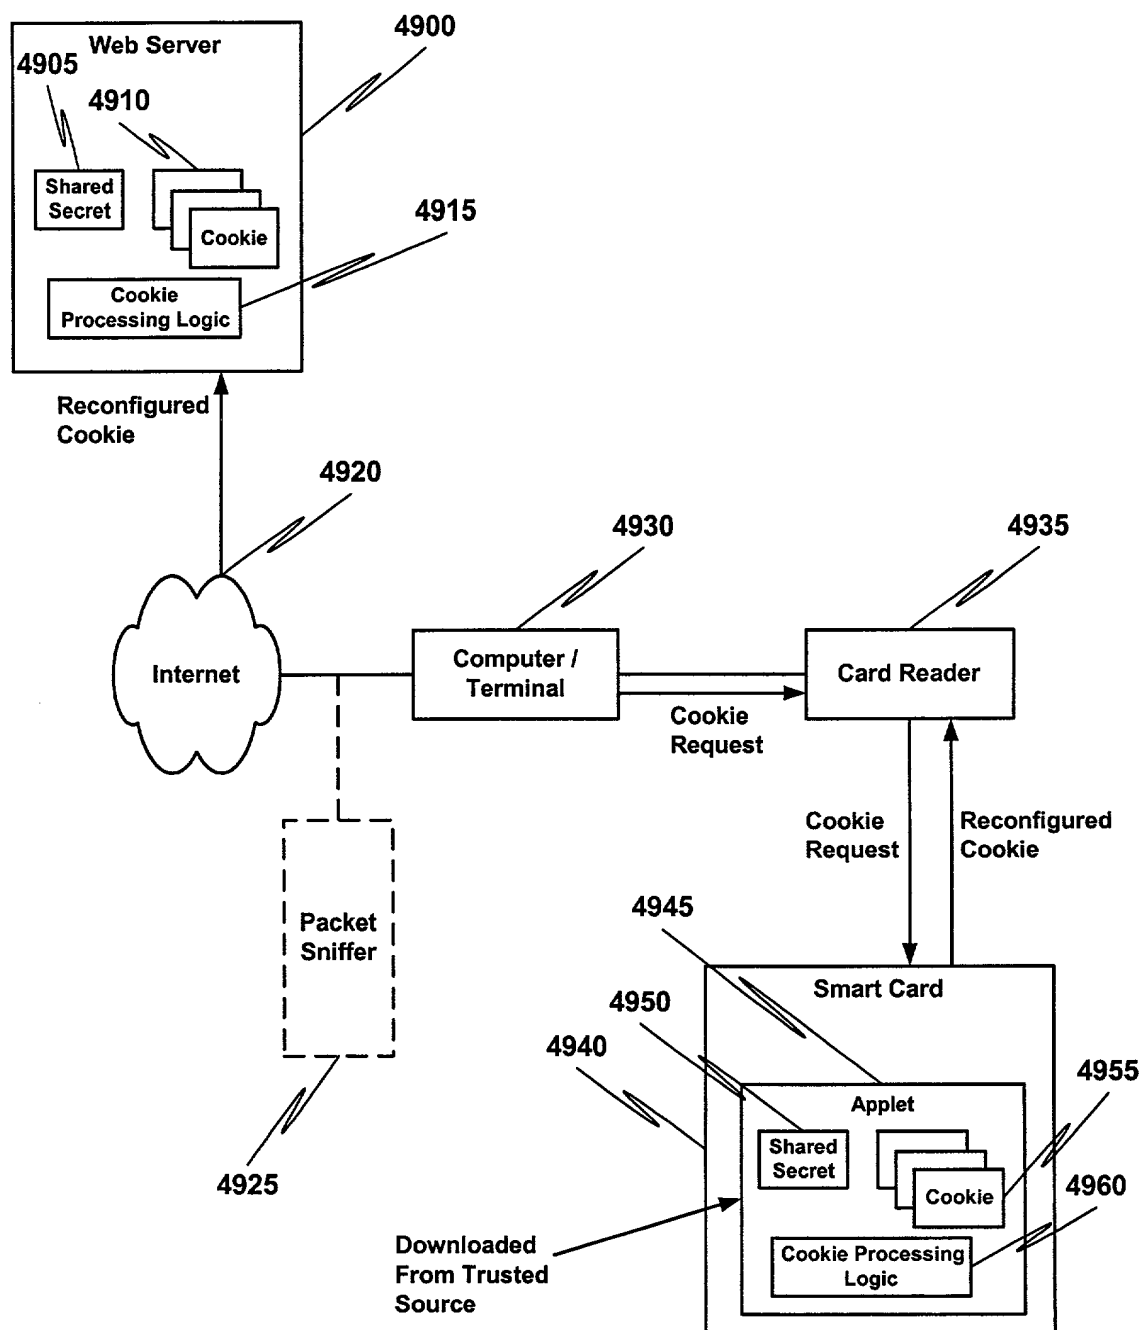 Web Server
4900
4905
4910
Shared
Secret
Cookie
4915
Cookie
Processing Logic
Reconfigured
Cookie
4920
4930
4935
Internet
Computer /
Terminal
Card Reader
Cookie
Request
Cookie
Request
Reconfigured
Cookie
Packet
Sniffer
4925
4945
4950
4940
Smart Card
4955
Applet
Shared
Secret
Cookie
4960
Cookie Processing
Logic
Downloaded
From Trusted
Source